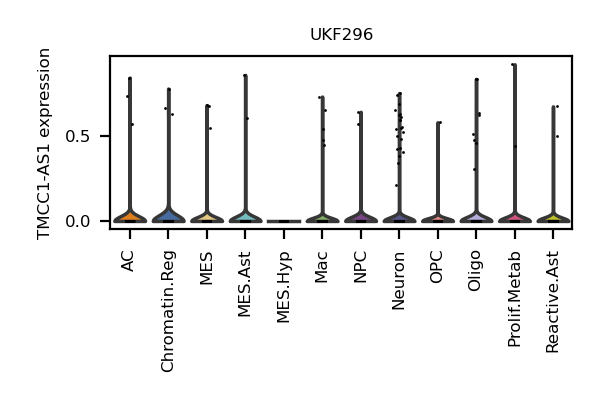 UKF296
TMCC1-AS1 expression
0.5
0.0
AC
Chromatin.Reg
MES
MES.Ast
MES.Hyp
Mac
NPC
Neuron
OPC
Oligo
Prolif.Metab
Reactive.Ast